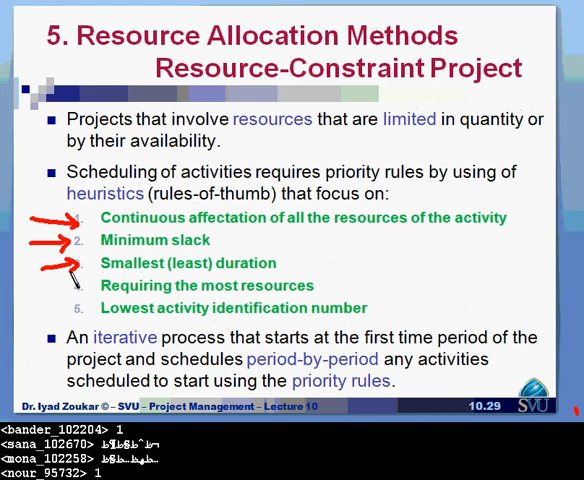 5. Resource Allocation Methods
Resource-Constraint Project
Projects that involve resources that are limited in quantity or
by their availability.
Scheduling of activities requires priority rules by using of
heuristics (rules-of-thumb) that focus on:
1. Continuous affectation of all the resources of the activity
2. Minimum slack
3. Smallest (least) duration
4. Requiring the most resources
5. Lowest activity identification number
An iterative process that starts at the first time period of the
project and schedules period-by-period any activities
scheduled to start using the priority rules.
Dr. Iyad Zoukar © – SVU – Project Management – Lecture 10
10.29
SVU
<bander_102204> 1
<sana_102670>
<mona_102258>
<nour_95732> 1